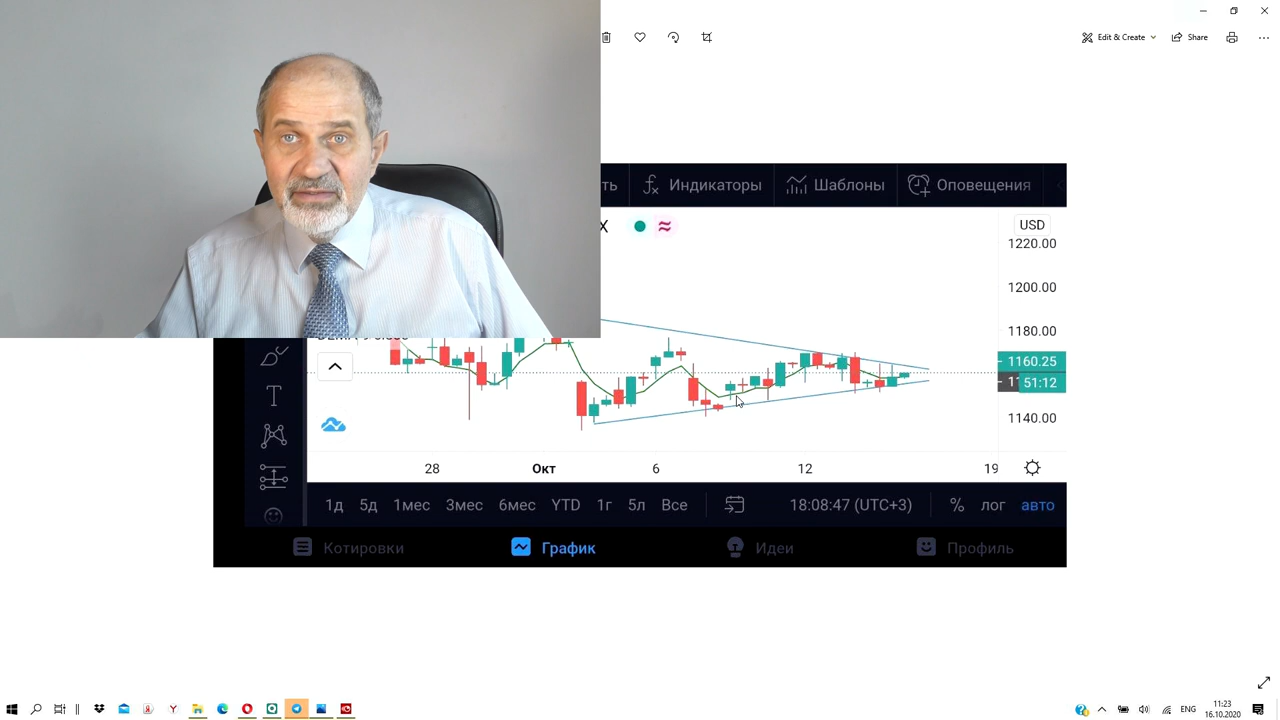 Edit & Create
Share
ть
Индикаторы
Шаблоны
Оповещения
X
USD
1220.00
1200.00
1180.00
1160.25
51:12
1140.00
28
Окт
6
12
19
1д
5д
1мес
3мес
6мес
YTD
1г
5л
Все
18:08:47 (UTC+3)
%
лог
авто
Котировки
График
Идеи
Профиль
ENG
11:23
16.10.2020